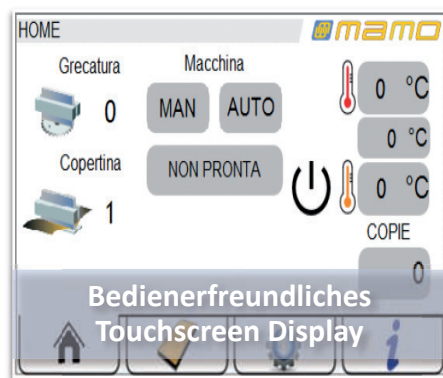 HOME
mamo
Grecatura
0
Macchina
MAN AUTO
0 °C
0 °C
Copertina
1
NON PRONTA
0 °C
COPIE
0
Bedienerfreundliches
Touchscreen Display
i